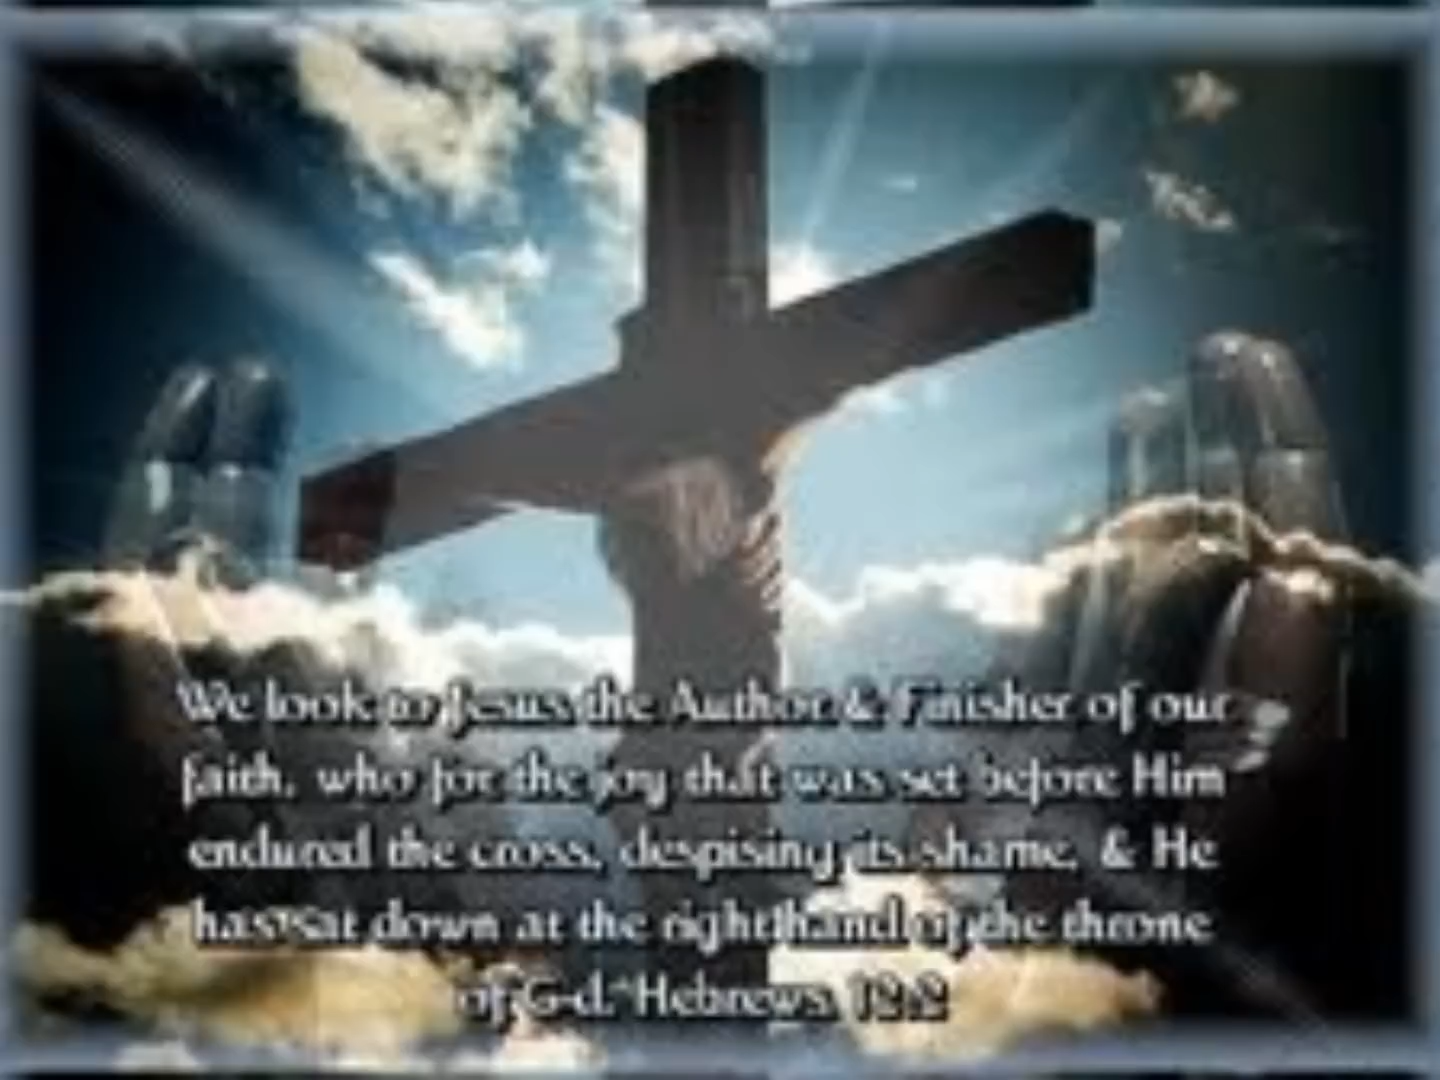 We look to Jesus the Author & Finisher of our
faith, who for the joy that was set before Him
endured the cross, despising its shame, & He
has sat down at the right hand of the throne
of G-d." Hebrews. 12:2